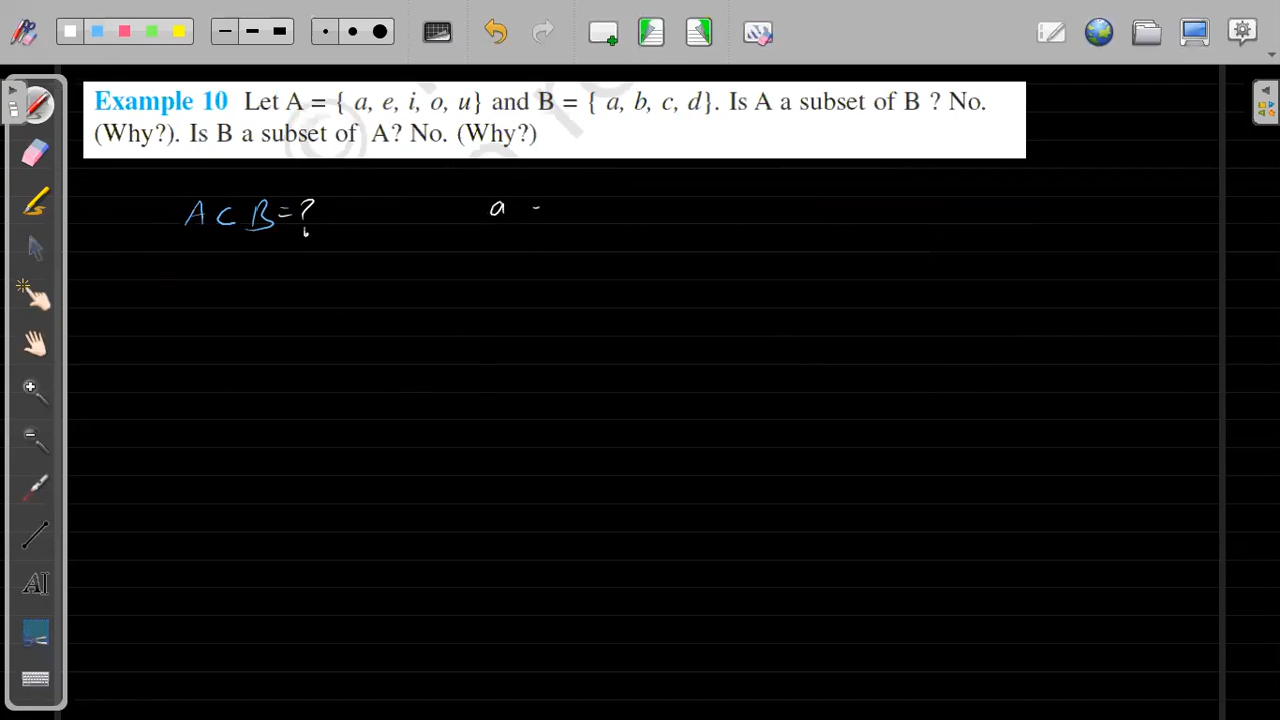 Example 10 Let A = { a, e, i, o, u} and B = { a, b, c, d}. Is A a subset of B ? No.
(Why?). Is B a subset of A? No. (Why?)
A ⊂ B = ? a -